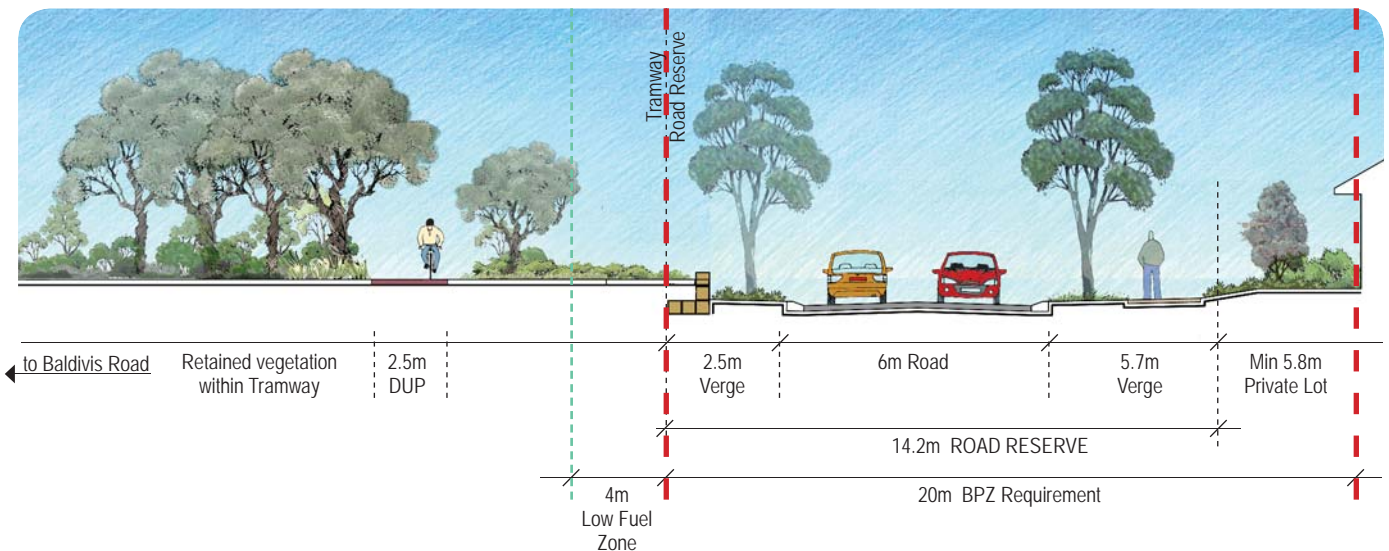 Tramway
Road Reserve
to Baldivis Road
Retained vegetation
within Tramway
2.5m
DUP
2.5m
Verge
6m Road
5.7m
Verge
Min 5.8m
Private Lot
14.2m ROAD RESERVE
4m
Low Fuel
Zone
20m BPZ Requirement